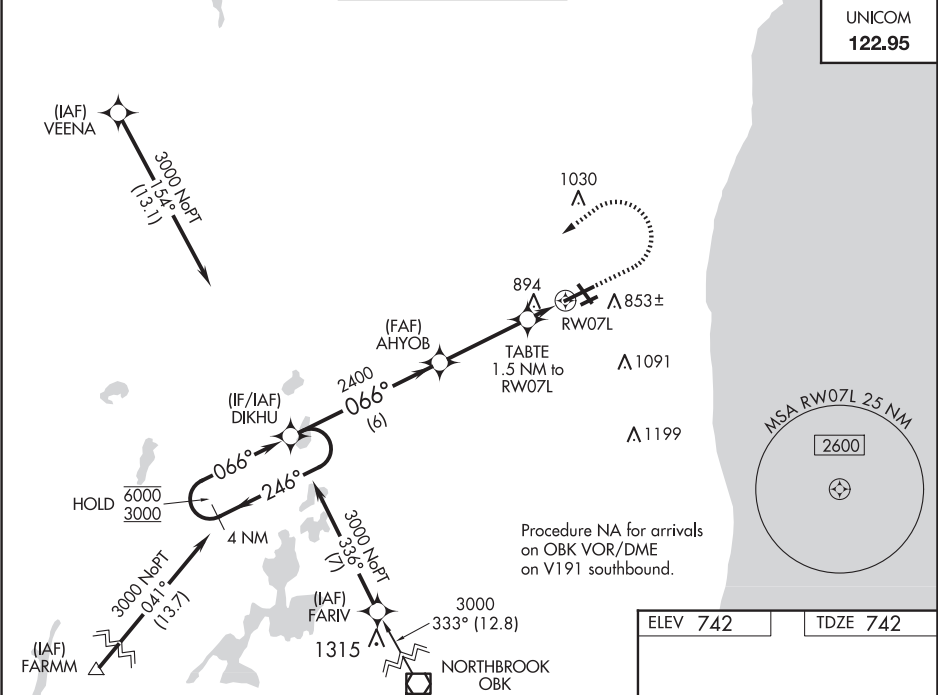 UNICOM
122.95
(IAF)
VEENA
3000 NoPT
154°
(13.1)
1030
894
853±
RW07L
(FAF)
AHYOB
TABTE
1.5 NM to
RW07L
1091
2400
066°
(6)
(IF/IAF)
DIKHU
1199
MSA RW07L 25 NM
2600
066°
246°
HOLD
6000
3000
4 NM
Procedure NA for arrivals
on OBK VOR/DME
on V191 southbound.
3000 NoPT
041°
(13.7)
3000 NoPT
336°
(7)
(IAF)
FARIV
1315
3000
333° (12.8)
(IAF)
FARMM
NORTHBROOK
OBK
ELEV 742
TDZE 742